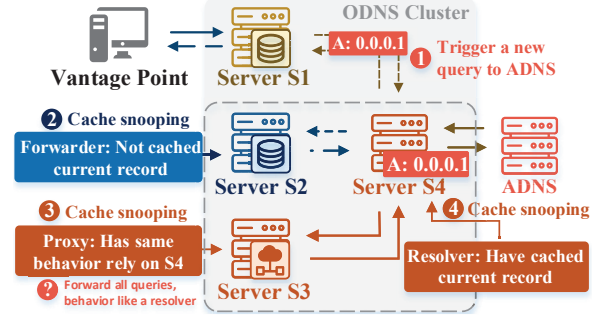 ODNS Cluster
A: 0.0.0.1
1 Trigger a new
query to ADNS
Vantage Point
Server S1
2 Cache snooping
Forwarder: Not cached
current record
Server S2
A: 0.0.0.1
Server S4
ADNS
3 Cache snooping
4 Cache snooping
Proxy: Has same
behavior rely on S4
Resolver: Have cached
current record
? Forward all queries,
behavior like a resolver
Server S3